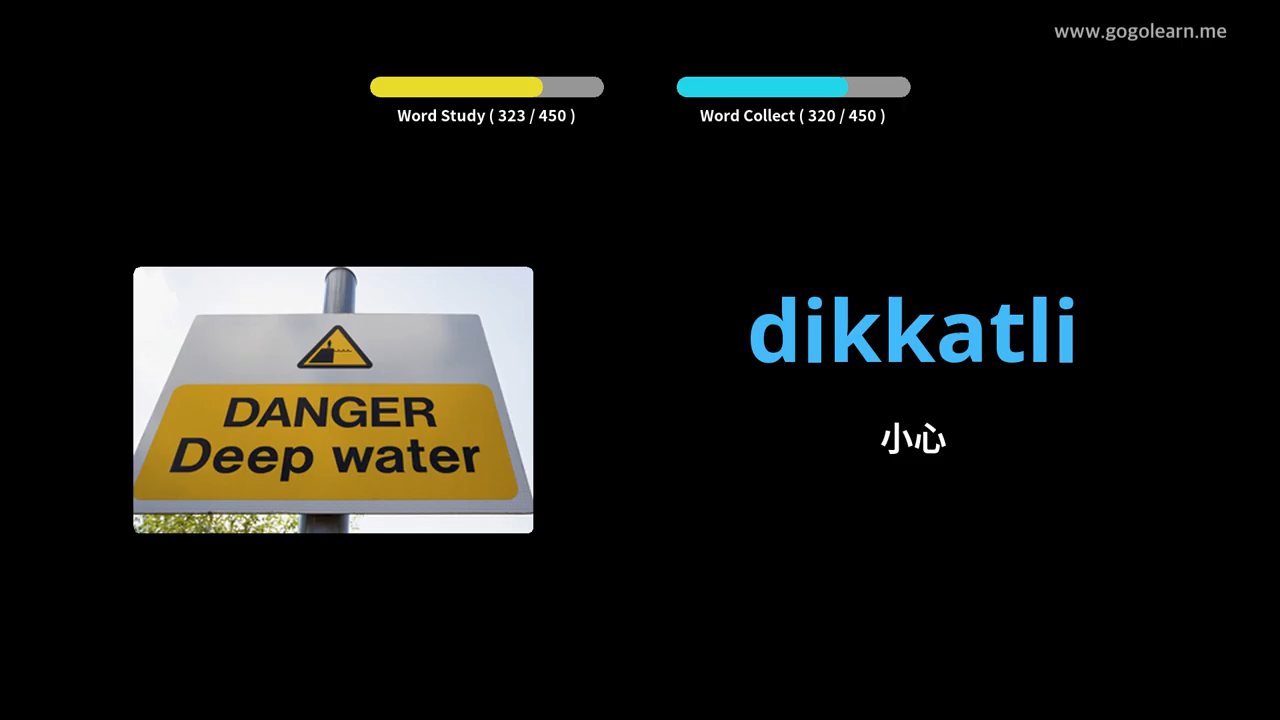 www.gogolearn.me
Word Study ( 323 / 450 )
Word Collect ( 320 / 450 )
DANGER
Deep water
dikkatli
小心